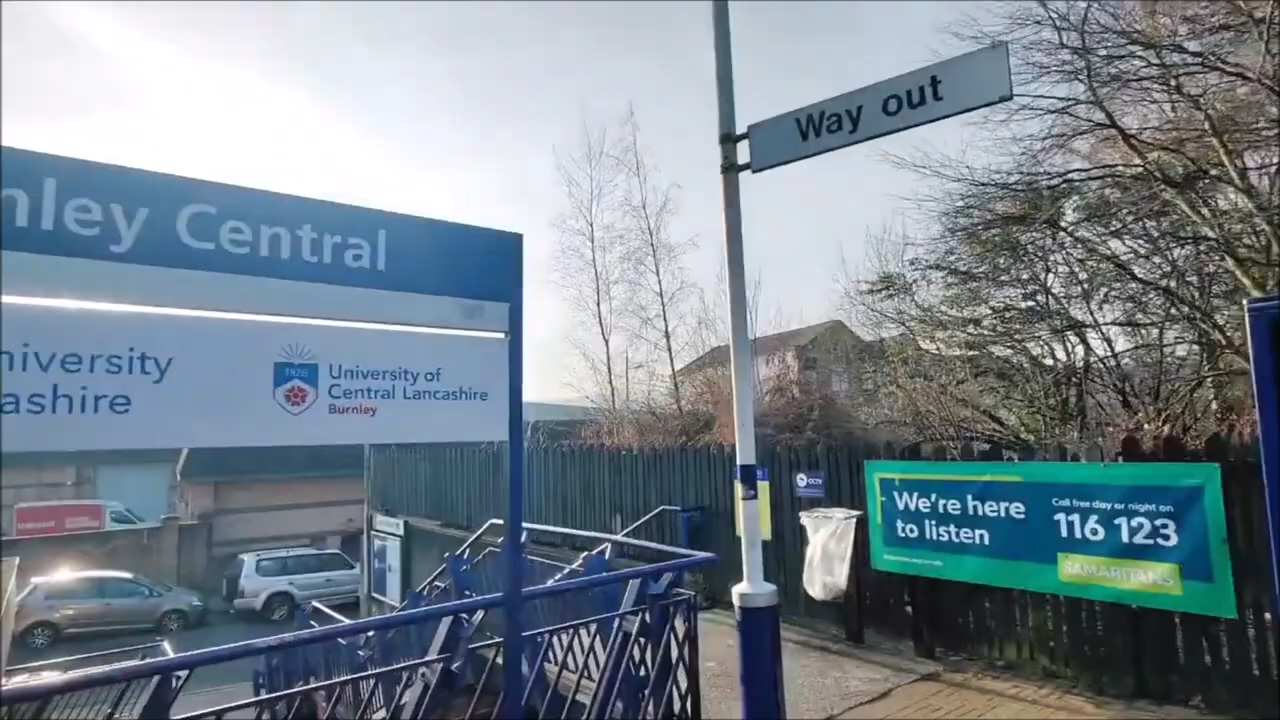 nley Central
niversity
ashire
1828
University of
Central Lancashire
Burnley
Way out
CCTV
We're here
to listen
Call free day or night on
116 123
SAMARITANS